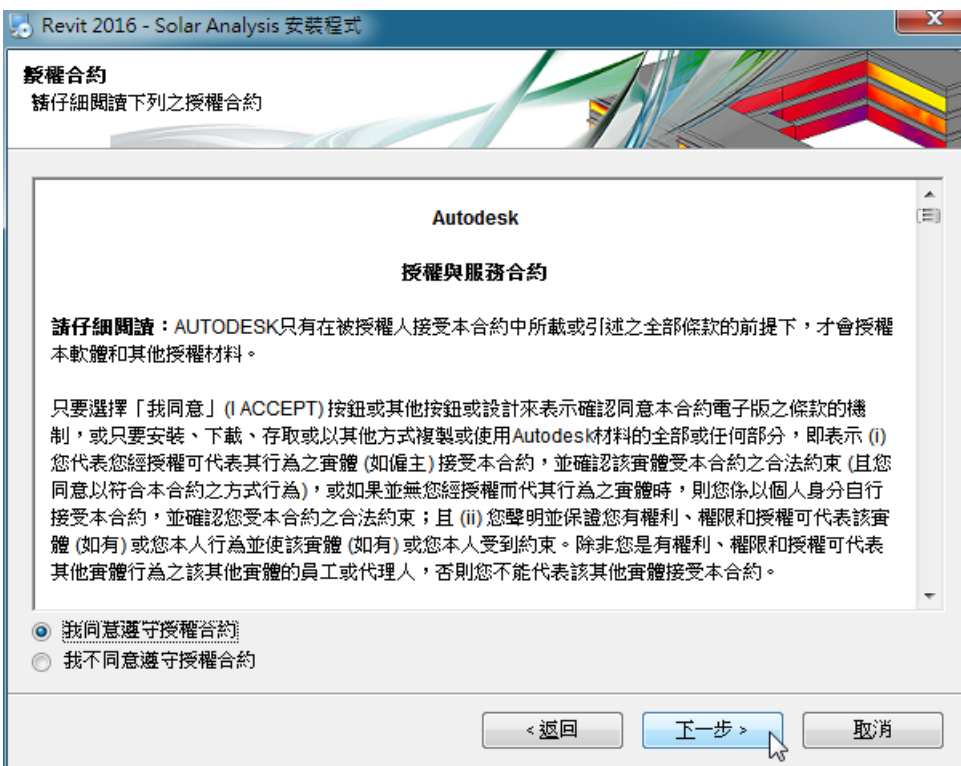 Revit 2016 - Solar Analysis 安裝程式
授權合約
請仔細閱讀下列之授權合約
Autodesk
授權與服務合約
請仔細閱讀：AUTODESK只有在被授權人接受本合約中所載或引述之全部條款的前提下，才會授權
本軟體和其他授權材料。
只要選擇「我同意」(I ACCEPT) 按鈕或其他按鈕或設計來表示確認同意本合約電子版之條款的機
制，或只要安裝、下載、存取或以其他方式複製或使用Autodesk材料的全部或任何部分，即表示 (i)
您代表您經授權可代表其行為之實體 (如僱主) 接受本合約，並確認該實體受本合約之合法約束 (且您
同意以符合本合約之方式行為)，或如果並無您經授權而代其行為之實體時，則您係以個人身分自行
接受本合約，並確認您受本合約之合法約束；且 (ii) 您聲明並保證您有權利、權限和授權可代表該實
體 (如有) 或您本人行為並使該實體 (如有) 或您本人受到約束。除非您是有權利、權限和授權可代表
其他實體行為之該其他實體的員工或代理人，否則您不能代表該其他實體接受本合約。
我同意遵守授權合約
我不同意遵守授權合約
<返回
下一步>
取消